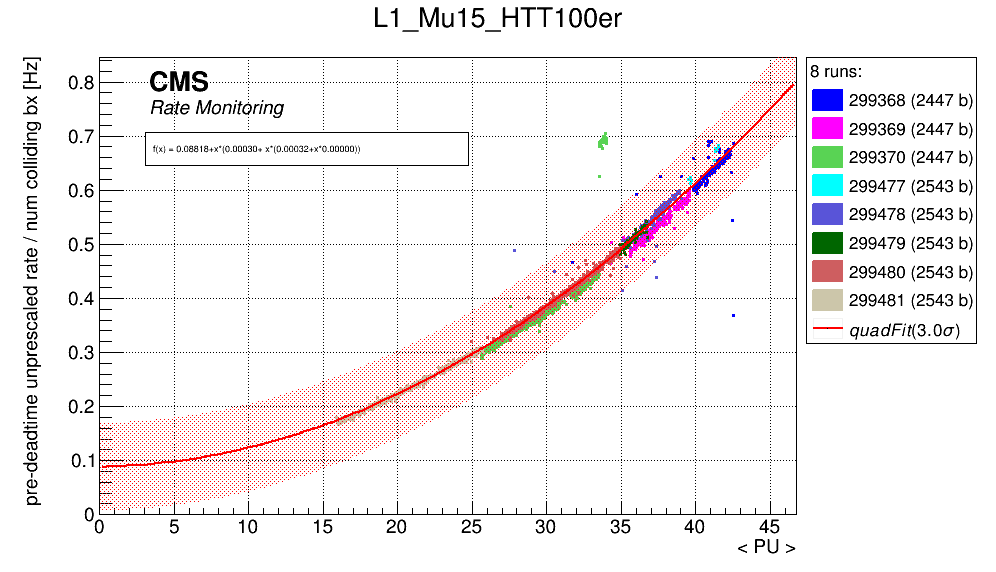 L1_Mu15_HTT100er
pre-deadtime unprescaled rate / num colliding bx [Hz]
CMS
Rate Monitoring
f(x) = 0.08818+x*(0.00030+ x*(0.00032+x*0.00000))
0.8
0.7
0.6
0.5
0.4
0.3
0.2
0.1
0
0 5 10 15 20 25 30 35 40 45
< PU >
8 runs:
299368 (2447 b)
299369 (2447 b)
299370 (2447 b)
299477 (2543 b)
299478 (2543 b)
299479 (2543 b)
299480 (2543 b)
299481 (2543 b)
quadFit(3.0σ)